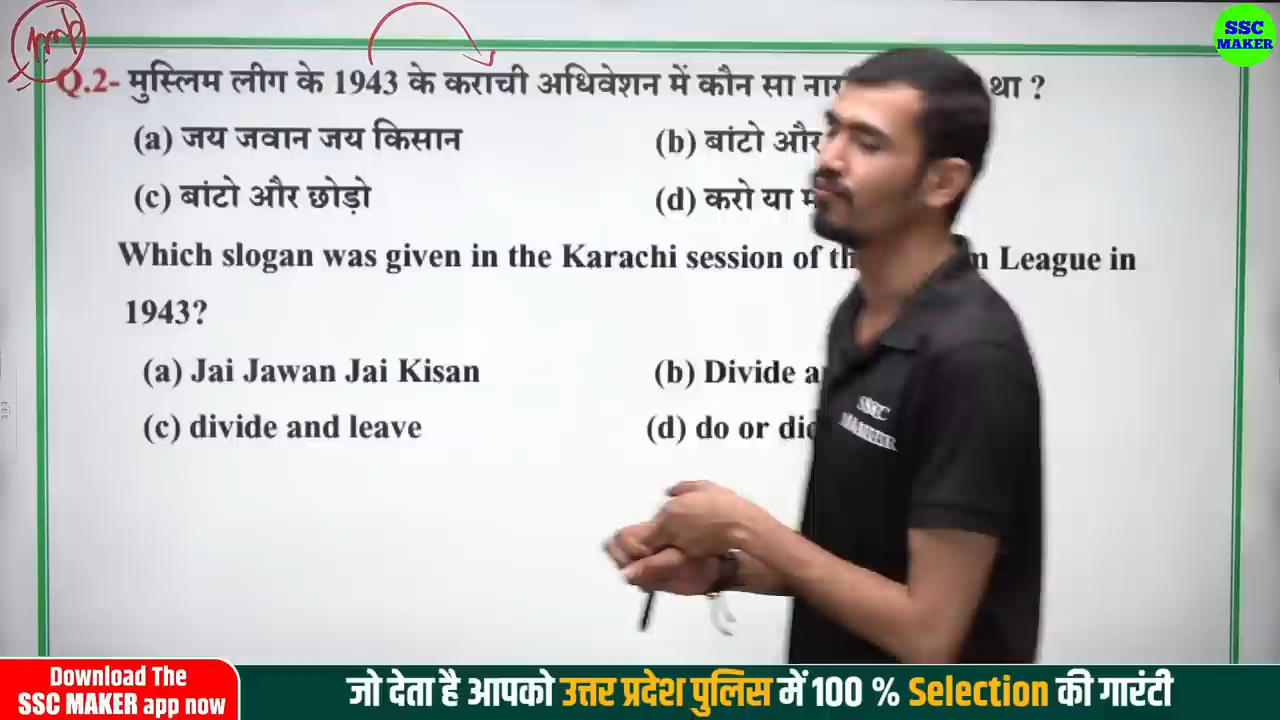 SSC
MAKER
Imp
Q.2- मुस्लिम लीग के 1943 के कराची अधिवेशन में कौन सा था ?
(a) जय जवान जय किसान
(b) बांटो और
(c) बांटो और छोड़ो
(d) करो या
Which slogan was given in the Karachi session of League in
1943?
(a) Jai Jawan Jai Kisan
(b) Divide
(c) divide and leave
(d) do or
SSC
MAKER
Download The
SSC MAKER app now
जो देता है आपको उत्तर प्रदेश पुलिस में 100 % Selection की गारंटी